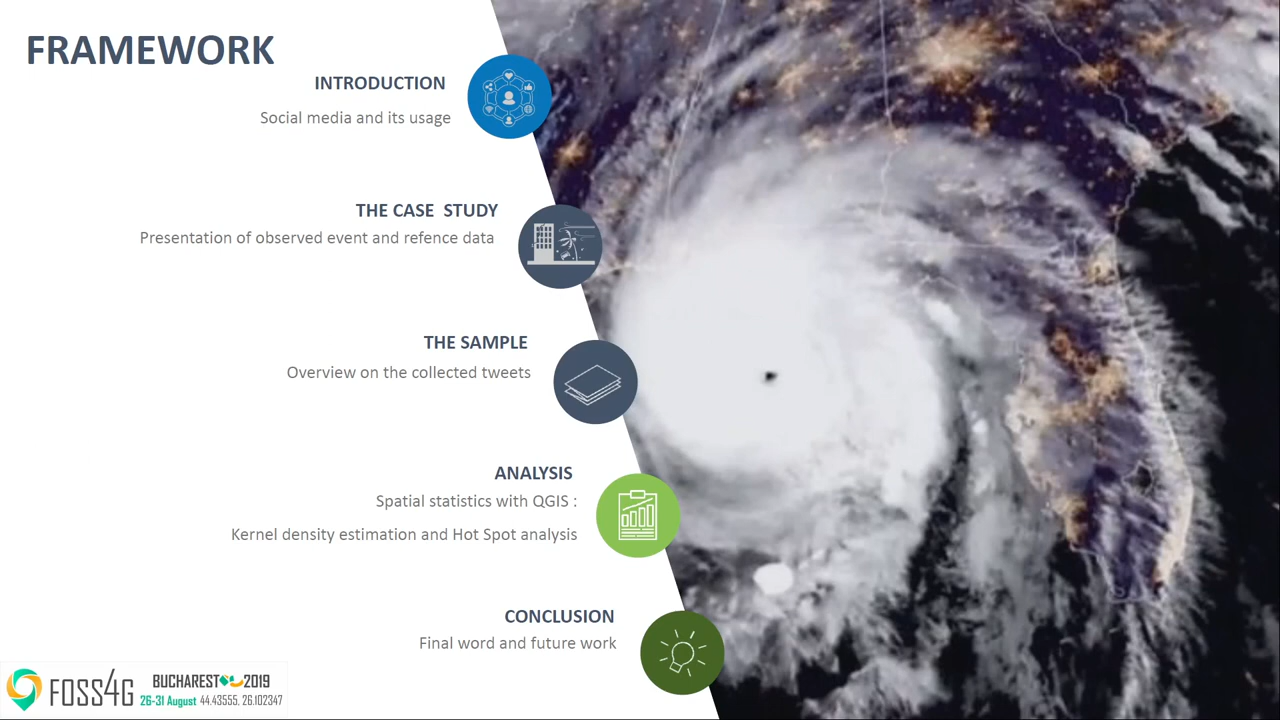 FRAMEWORK
INTRODUCTION
Social media and its usage
THE CASE STUDY
Presentation of observed event and refence data
THE SAMPLE
Overview on the collected tweets
ANALYSIS
Spatial statistics with QGIS :
Kernel density estimation and Hot Spot analysis
CONCLUSION
Final word and future work
FOSS4G BUCHAREST 2019
26-31 August 44.43555, 26.102347